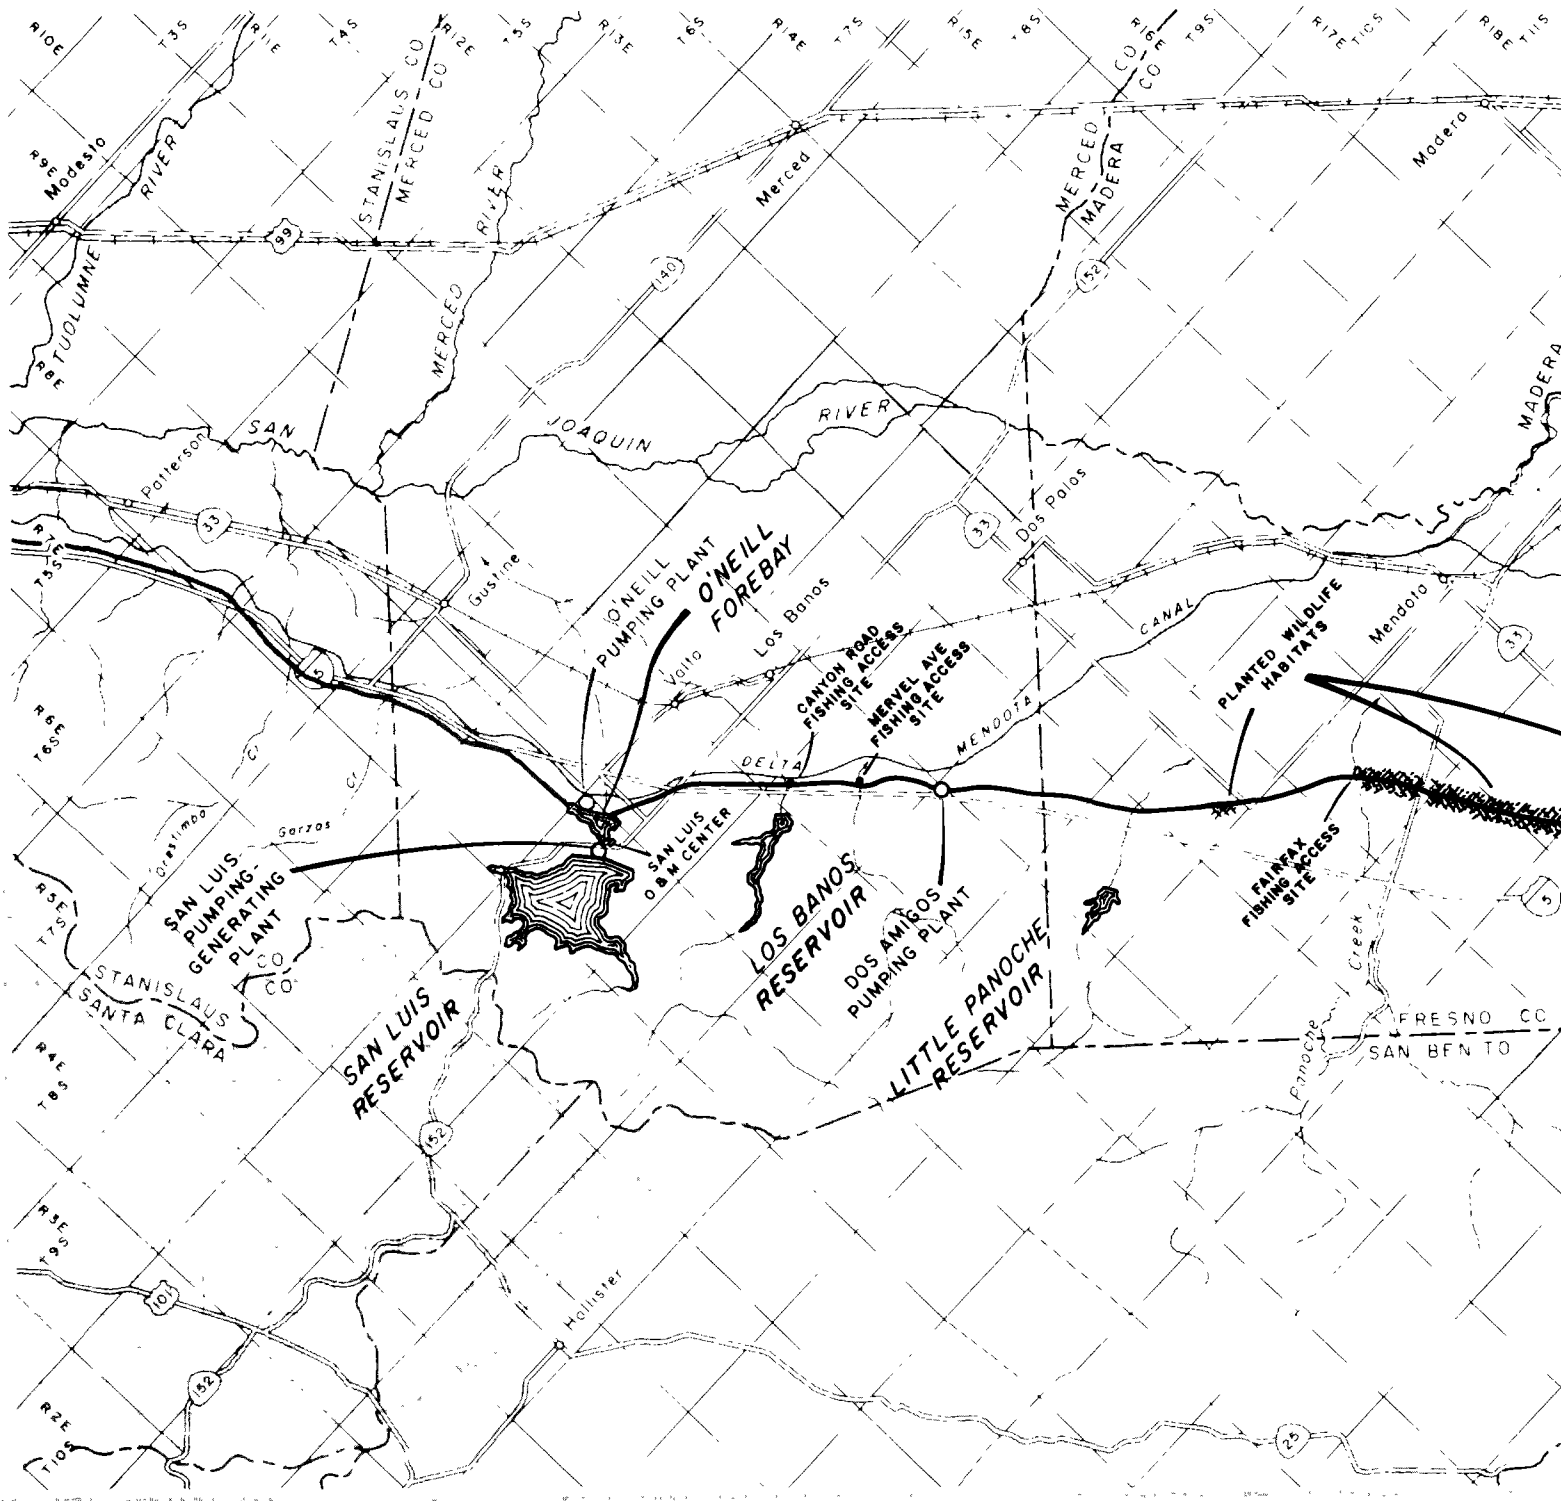 R10E
T3S
R11E
T4S
R12E
T5S
R13E
T6S
R14E
T7S
R15E
T8S
R16E
T9S
R17E
T10S
R18E
T11S
STANISLAUS CO
MERCED CO
MERCED CO
MADERA CO
R9E
Modesto
RIVER
TUOLUMNE
99
MERCED RIVER
Merced
140
152
Madera
MADERA
R8E
SAN JOAQUIN RIVER
Patterson
33
R7E
T5S
5
Gustine
O'NEILL
PUMPING PLANT
O'NEILL
FOREBAY
Volta
Los Banos
33
Dos Palos
CANYON ROAD
FISHING ACCESS
SITE
MERVEL AVE
FISHING ACCESS
SITE
DELTA MENDOTA CANAL
PLANTED WILDLIFE
HABITATS
Mendota
33
R6E
T6S
Orestimba Cr
Garzas Cr
R5E
T7S
SAN LUIS
PUMPING-
GENERATING
PLANT
SAN LUIS
O & M CENTER
STANISLAUS CO
SANTA CLARA CO
SAN LUIS
RESERVOIR
LOS BANOS
RESERVOIR
DOS AMIGOS
PUMPING PLANT
LITTLE PANOCHE
RESERVOIR
FAIRFAX
FISHING ACCESS
SITE
5
Panoche Creek
FRESNO CO
SAN BENITO
R4E
T8S
152
R3E
T9S
101
Hollister
152
R2E
T10S
25